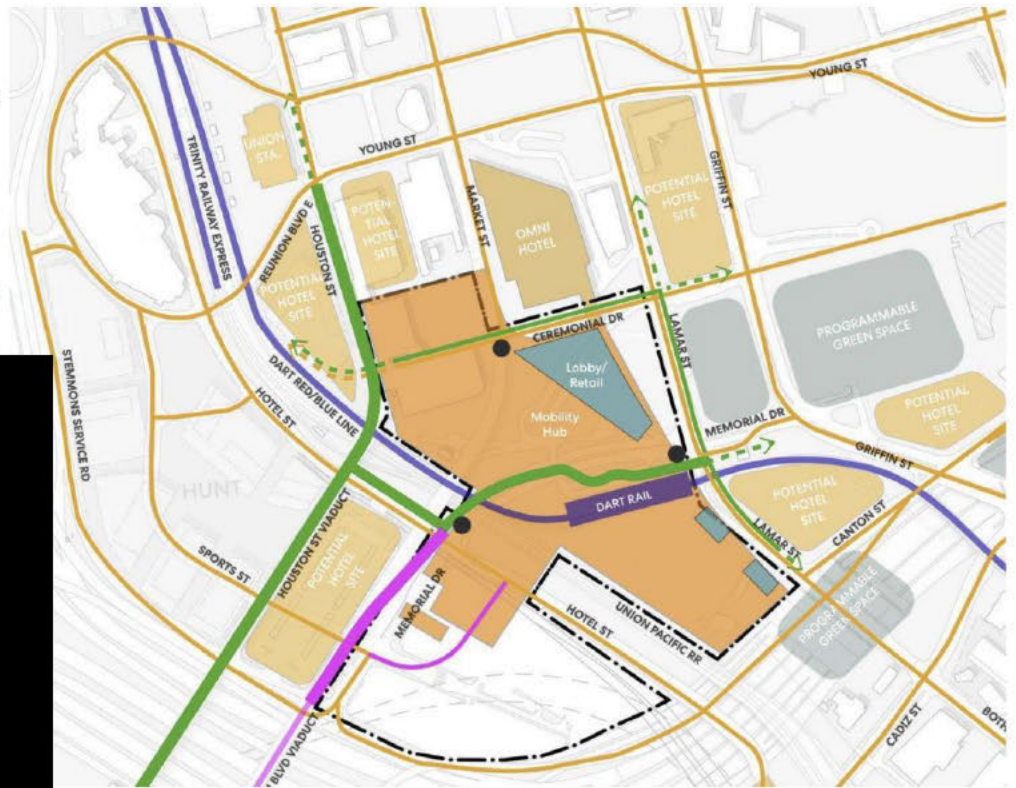 YOUNG ST
UNION
STA.
YOUNG ST
TRINITY RAILWAY EXPRESS
REUNION BLVD E
HOUSTON ST
POTEN-
TIAL
HOTEL
SITE
MARKET ST
OMNI
HOTEL
POTENTIAL
HOTEL
SITE
GRIFFIN ST
POTENTIAL
HOTEL
SITE
CEREMONIAL DR
LAMAR ST
PROGRAMMABLE
GREEN SPACE
STEMMONS SERVICE RD
DART RED/BLUE LINE
HOTEL ST
Lobby/
Retail
Mobility
Hub
MEMORIAL DR
POTENTIAL
HOTEL
SITE
GRIFFIN ST
HUNT
HOUSTON ST VIADUCT
DART RAIL
POTENTIAL
HOTEL
SITE
CANTON ST
LAMAR ST
SPORTS ST
POTENTIAL
HOTEL
SITE
MEMORIAL DR
HOTEL ST
UNION PACIFIC RR
PROGRAMMABLE
GREEN SPACE
CADIZ ST
BOTH
BLVD VIADUCT